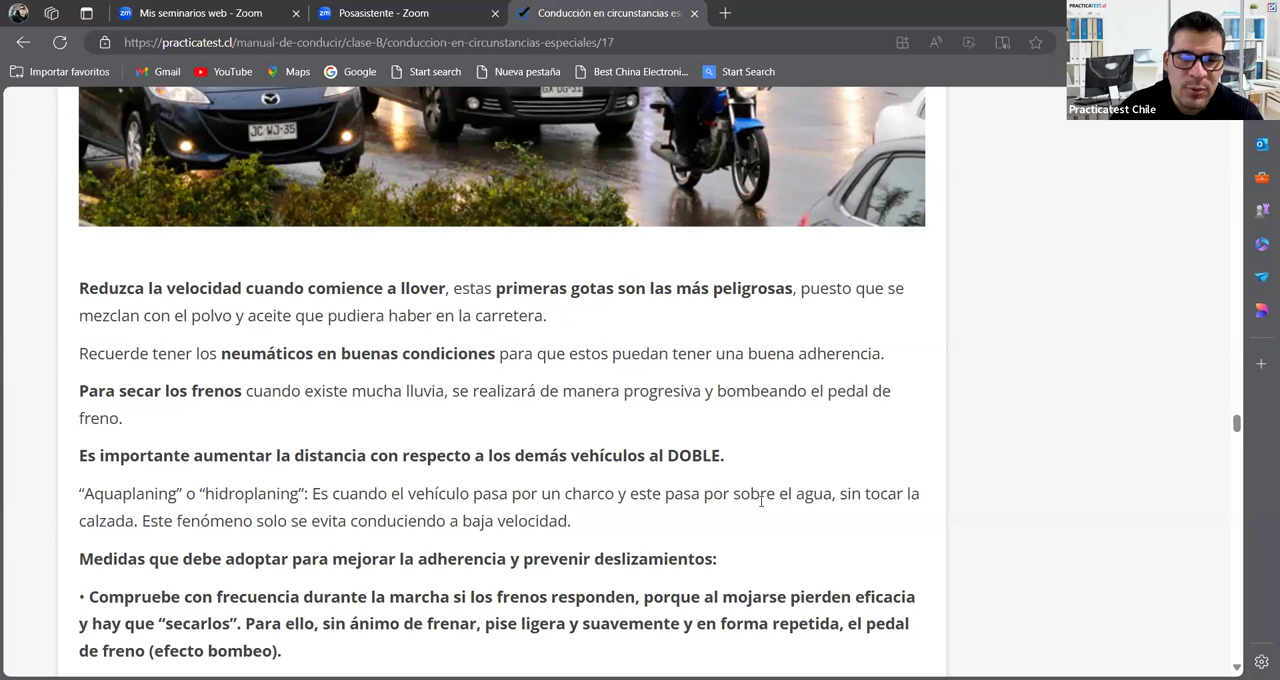 Mis seminarios web - Zoom
Posasistente - Zoom
Conducción en circunstancias es
https://practicatest.cl/manual-de-conducir/clase-B/conduccion-en-circunstancias-especiales/17
Importar favoritos
Gmail
YouTube
Maps
Google
Start search
Nueva pestaña
Best China Electroni...
Start Search
PRACTICATEST.cl
Practicatest Chile
JC WJ-35
GX DG-31
Reduzca la velocidad cuando comience a llover, estas primeras gotas son las más peligrosas, puesto que se
mezclan con el polvo y aceite que pudiera haber en la carretera.
Recuerde tener los neumáticos en buenas condiciones para que estos puedan tener una buena adherencia.
Para secar los frenos cuando existe mucha lluvia, se realizará de manera progresiva y bombeando el pedal de
freno.
Es importante aumentar la distancia con respecto a los demás vehículos al DOBLE.
“Aquaplaning” o “hidroplaning”: Es cuando el vehículo pasa por un charco y este pasa por sobre el agua, sin tocar la
calzada. Este fenómeno solo se evita conduciendo a baja velocidad.
Medidas que debe adoptar para mejorar la adherencia y prevenir deslizamientos:
• Compruebe con frecuencia durante la marcha si los frenos responden, porque al mojarse pierden eficacia
y hay que “secarlos”. Para ello, sin ánimo de frenar, pise ligera y suavemente y en forma repetida, el pedal
de freno (efecto bombeo).